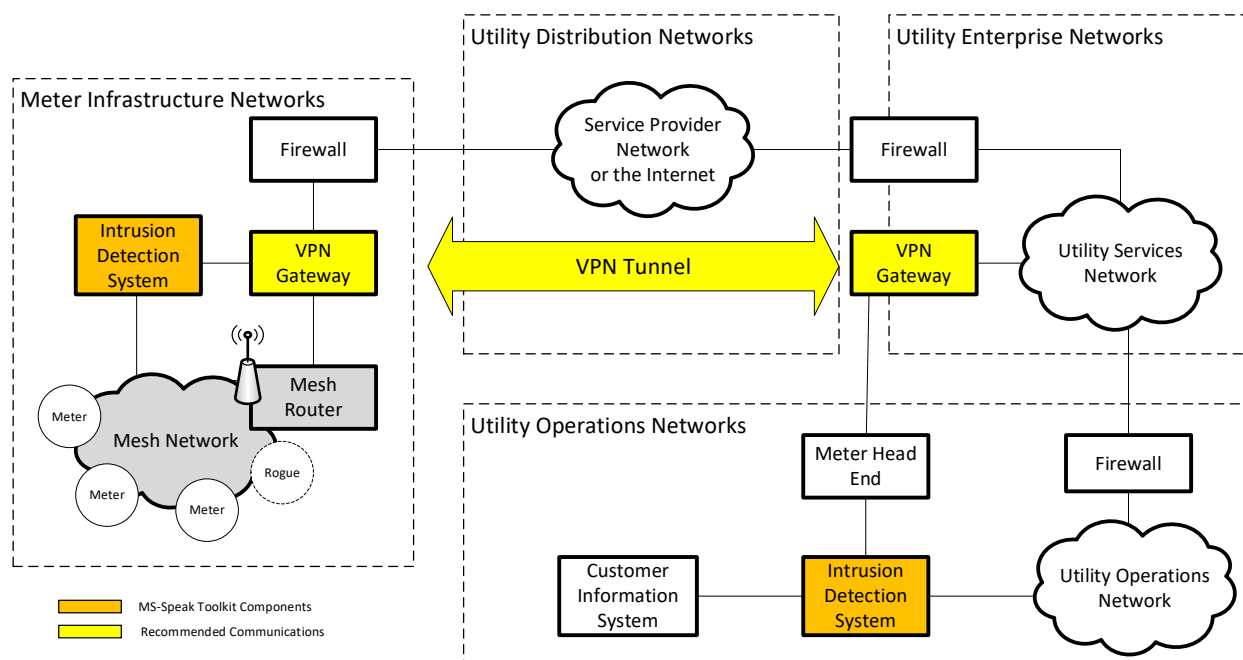 Utility Distribution Networks
Utility Enterprise Networks
Meter Infrastructure Networks
Firewall
Service Provider
Network
or the Internet
Firewall
Intrusion
Detection
System
VPN
Gateway
VPN Tunnel
VPN
Gateway
Utility Services
Network
Mesh
Router
Mesh Network
Meter
Meter
Meter
Rogue
Utility Operations Networks
Meter Head
End
Firewall
Customer
Information
System
Intrusion
Detection
System
Utility Operations
Network
MS-Speak Toolkit Components
Recommended Communications